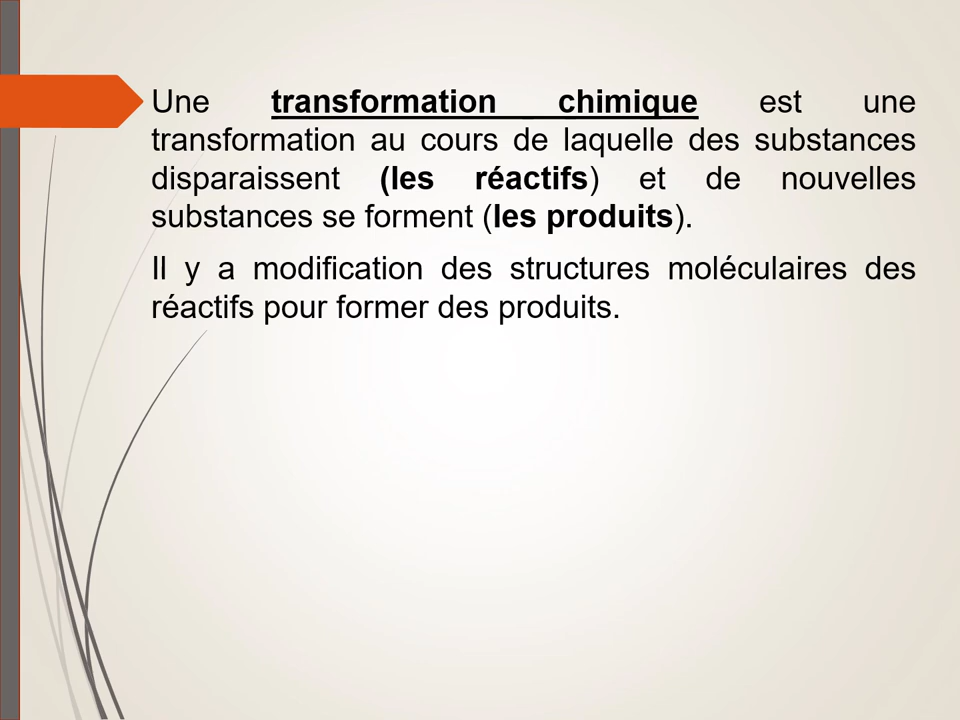 Une transformation chimique est une
transformation au cours de laquelle des substances
disparaissent (les réactifs) et de nouvelles
substances se forment (les produits).
Il y a modification des structures moléculaires des
réactifs pour former des produits.